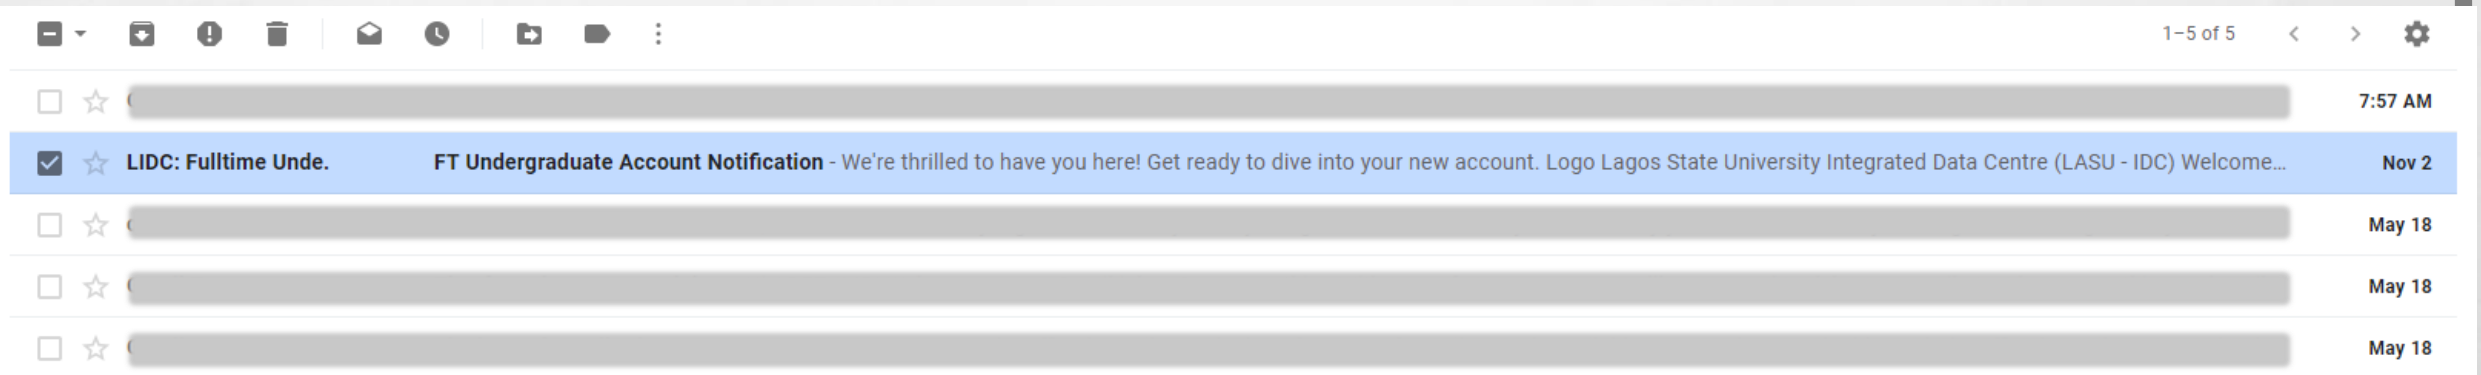 1–5 of 5
7:57 AM
LIDC: Fulltime Unde. FT Undergraduate Account Notification - We're thrilled to have you here! Get ready to dive into your new account. Logo Lagos State University Integrated Data Centre (LASU - IDC) Welcome...  Nov 2
May 18
May 18
May 18